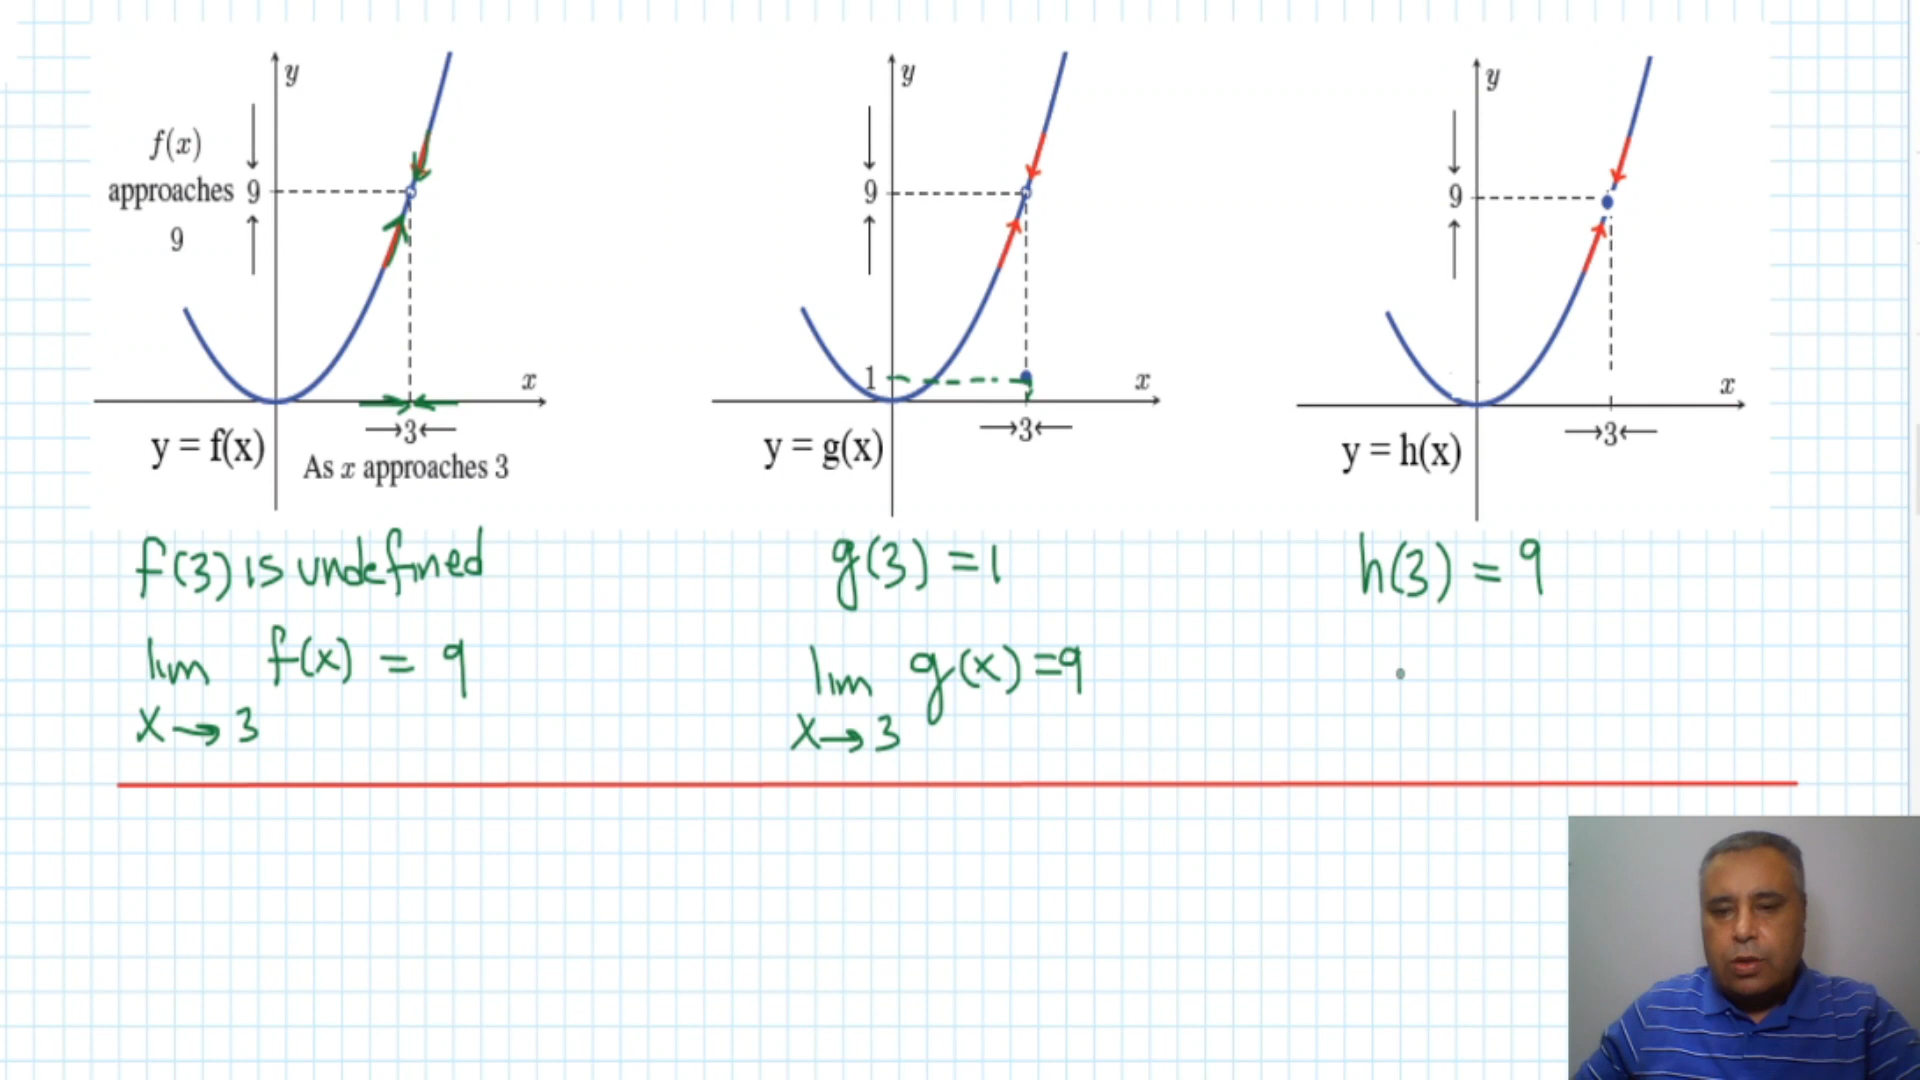 y
f(x)
approaches 9
9
x
→3←
y = f(x)
As x approaches 3
f(3) is undefined
lim f(x) = 9
x→3
y
9
1
x
→3←
y = g(x)
g(3) = 1
lim g(x) = 9
x→3
y
9
x
→3←
y = h(x)
h(3) = 9